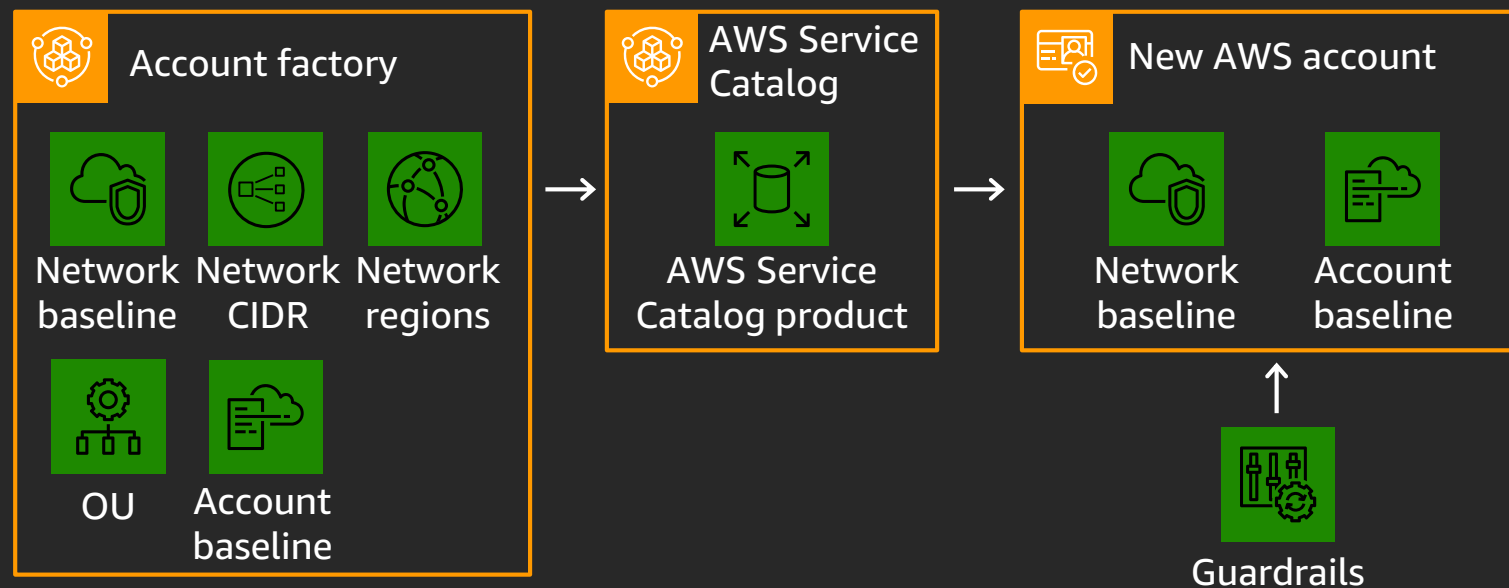 Account factory
Network
baseline
Network
CIDR
Network
regions
OU
Account
baseline
AWS Service
Catalog
AWS Service
Catalog product
New AWS account
Network
baseline
Account
baseline
Guardrails